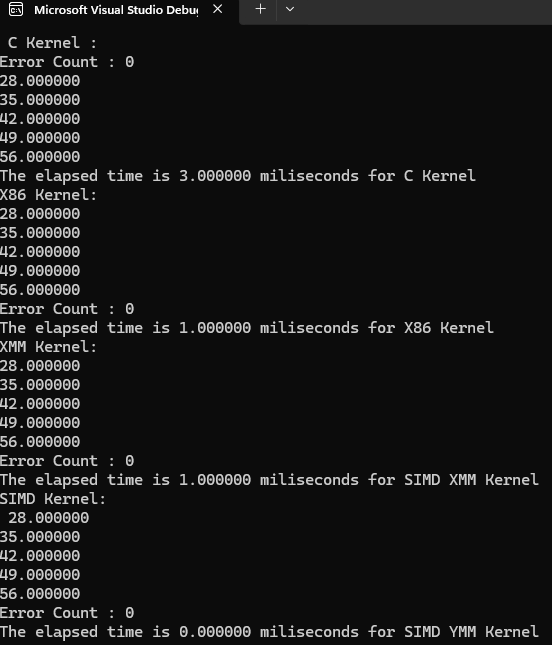 Microsoft Visual Studio Debug
C Kernel :
Error Count : 0
28.000000
35.000000
42.000000
49.000000
56.000000
The elapsed time is 3.000000 miliseconds for C Kernel
X86 Kernel:
28.000000
35.000000
42.000000
49.000000
56.000000
Error Count : 0
The elapsed time is 1.000000 miliseconds for X86 Kernel
XMM Kernel:
28.000000
35.000000
42.000000
49.000000
56.000000
Error Count : 0
The elapsed time is 1.000000 miliseconds for SIMD XMM Kernel
SIMD Kernel:
28.000000
35.000000
42.000000
49.000000
56.000000
Error Count : 0
The elapsed time is 0.000000 miliseconds for SIMD YMM Kernel